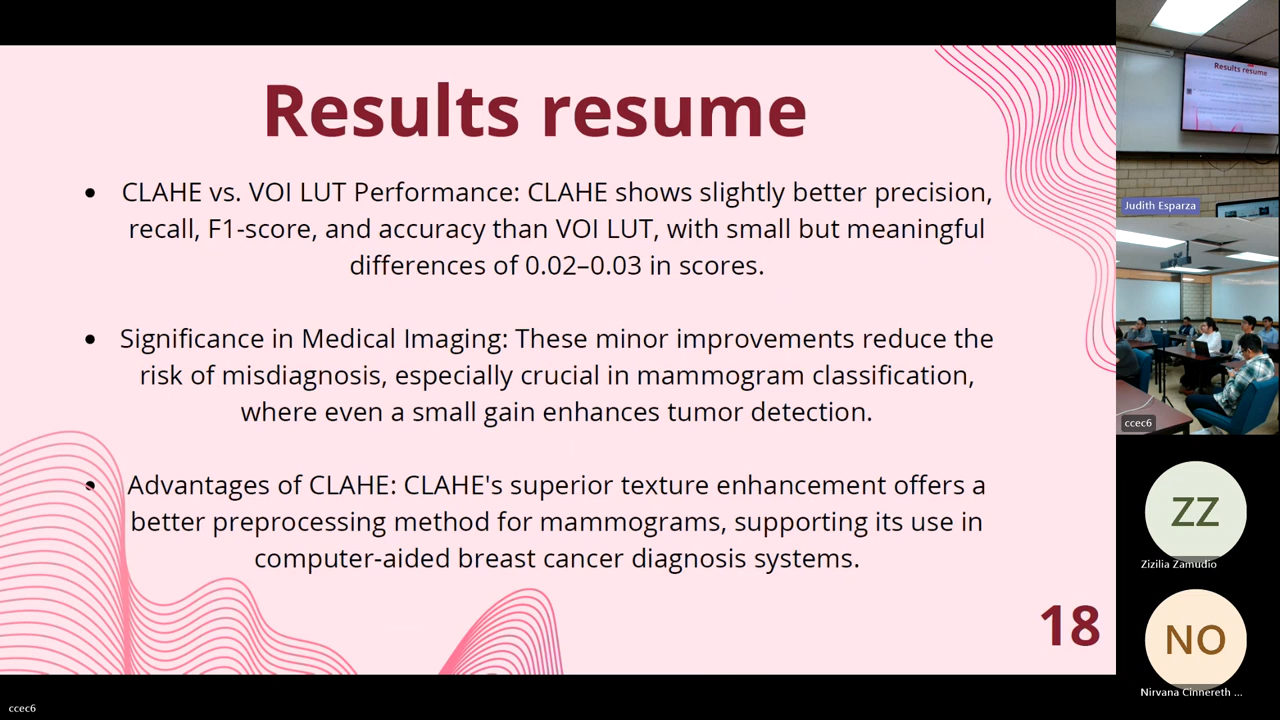 Results resume
• CLAHE vs. VOI LUT Performance: CLAHE shows slightly better precision,
recall, F1-score, and accuracy than VOI LUT, with small but meaningful
differences of 0.02–0.03 in scores.
• Significance in Medical Imaging: These minor improvements reduce the
risk of misdiagnosis, especially crucial in mammogram classification,
where even a small gain enhances tumor detection.
• Advantages of CLAHE: CLAHE's superior texture enhancement offers a
better preprocessing method for mammograms, supporting its use in
computer-aided breast cancer diagnosis systems.
18
Results resume
Judith Esparza
ccec6
ZZ
Zizilia Zamudio
NO
Nirvana Cinnereth ...
ccec6